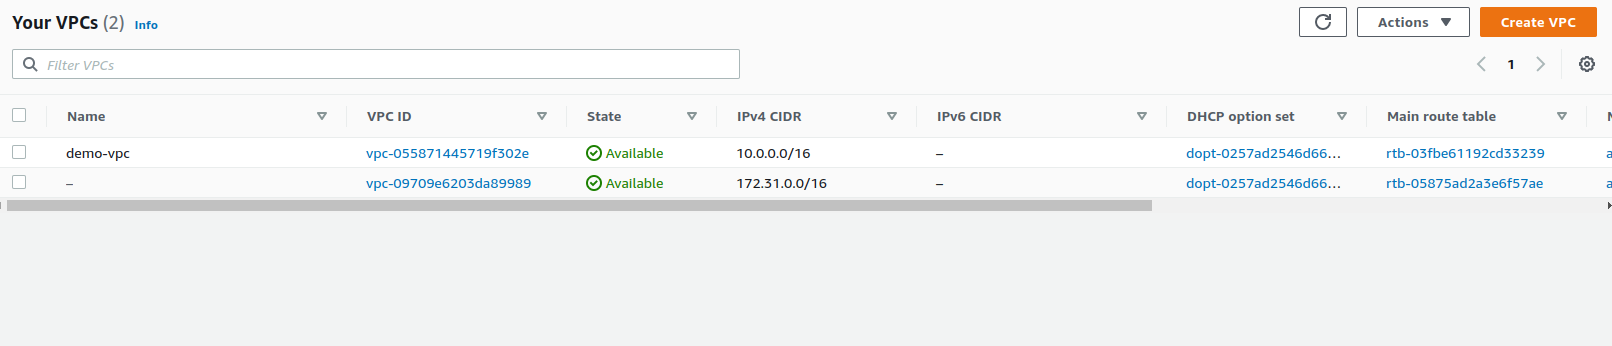 Your VPCs (2) Info
Actions Create VPC
FIlter VPCs
1
Name VPC ID State IPv4 CIDR IPv6 CIDR DHCP option set Main route table
demo-vpc vpc-055871445719f302e Available 10.0.0.0/16 – dopt-0257ad2546d66... rtb-03fbe61192cd33239
– vpc-09709e6203da89989 Available 172.31.0.0/16 – dopt-0257ad2546d66... rtb-05875ad2a3e6f57ae